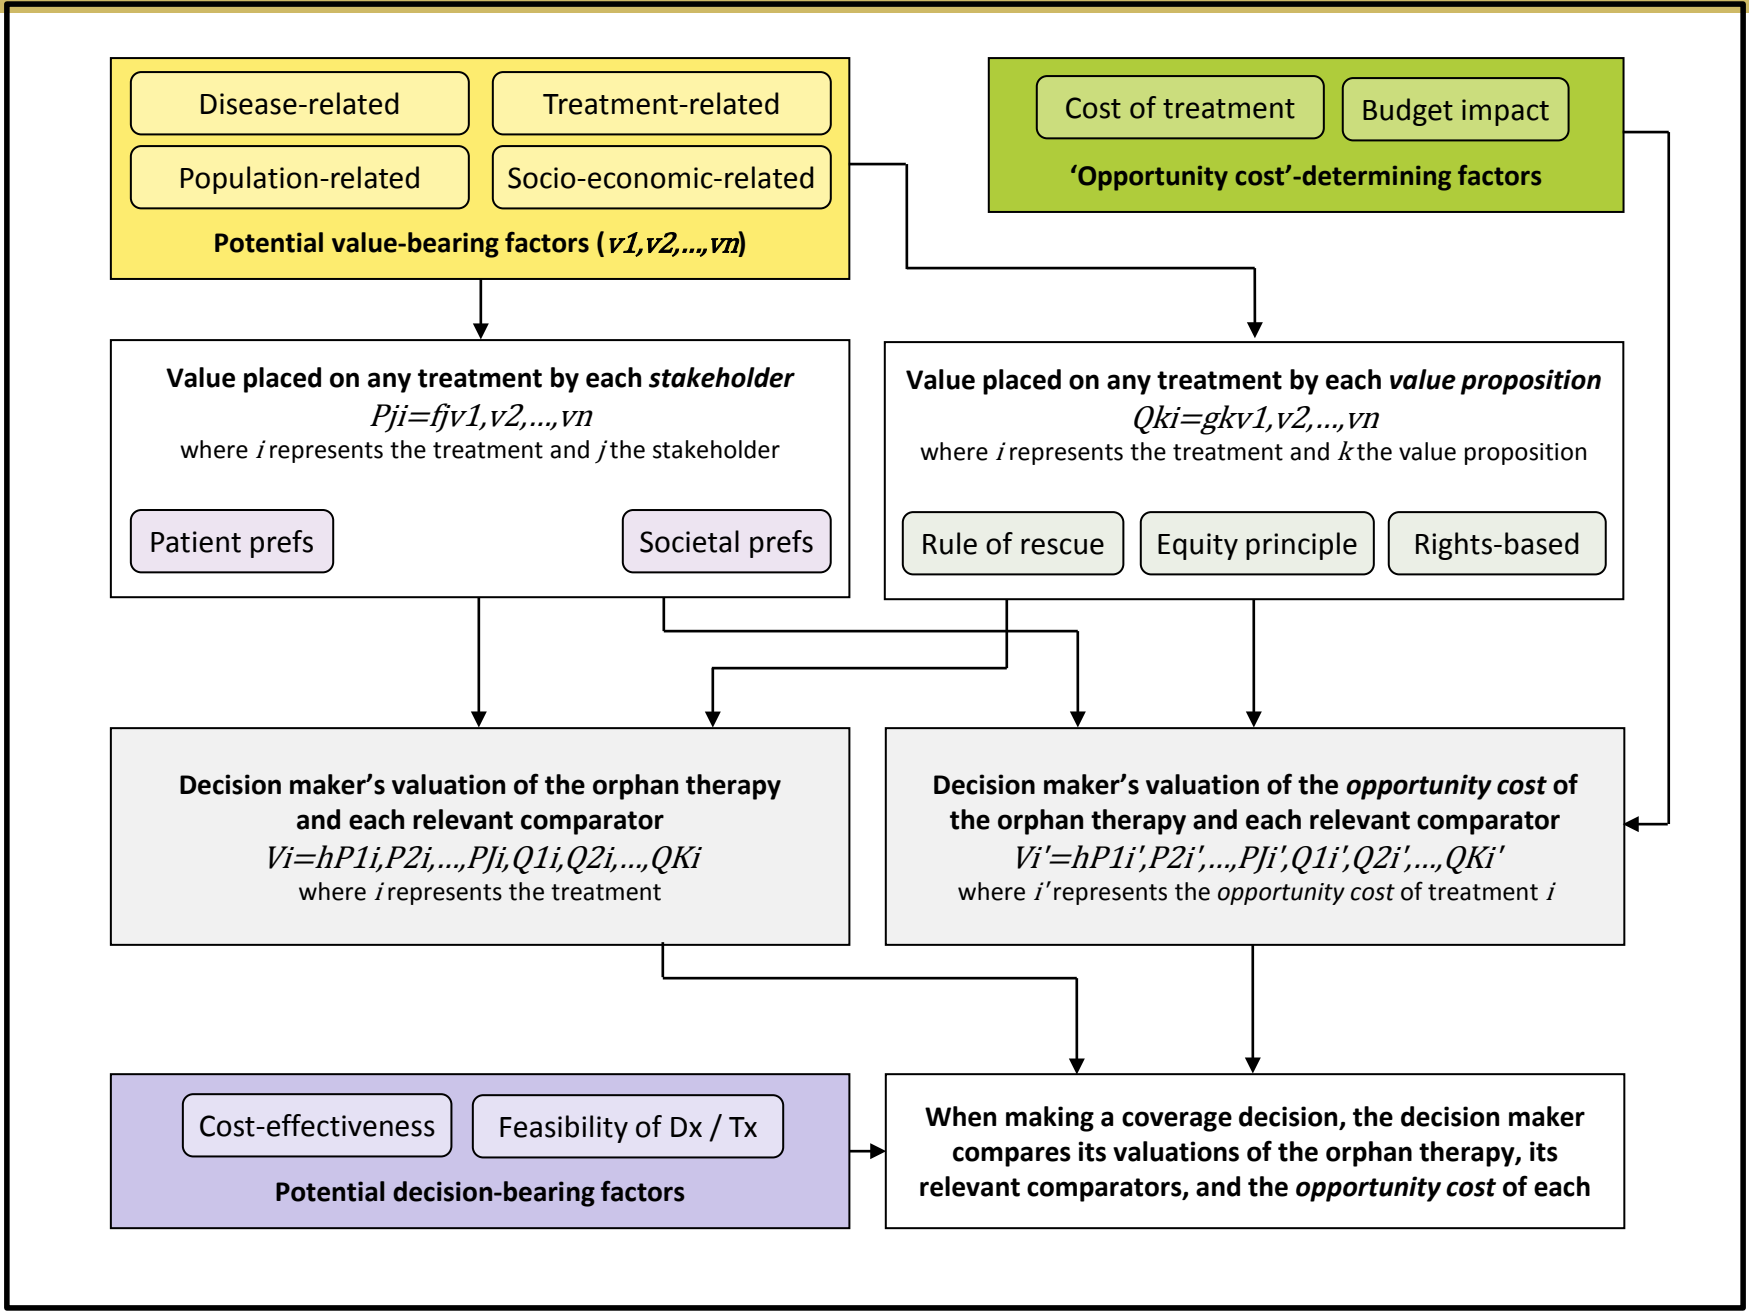 Disease-related
Treatment-related
Population-related
Socio-economic-related
Potential value-bearing factors (v1,v2,...,vn)
Cost of treatment
Budget impact
‘Opportunity cost’-determining factors
Value placed on any treatment by each stakeholder
Pji=fjv1,v2,...,vn
where i represents the treatment and j the stakeholder
Patient prefs
Societal prefs
Value placed on any treatment by each value proposition
Qki=gkv1,v2,...,vn
where i represents the treatment and k the value proposition
Rule of rescue
Equity principle
Rights-based
Decision maker’s valuation of the orphan therapy
and each relevant comparator
Vi=hP1i,P2i,...,PJi,Q1i,Q2i,...,QKi
where i represents the treatment
Decision maker’s valuation of the opportunity cost of
the orphan therapy and each relevant comparator
Vi'=hP1i',P2i',...,PJi',Q1i',Q2i',...,QKi'
where i’ represents the opportunity cost of treatment i
Cost-effectiveness
Feasibility of Dx / Tx
Potential decision-bearing factors
When making a coverage decision, the decision maker
compares its valuations of the orphan therapy, its
relevant comparators, and the opportunity cost of each